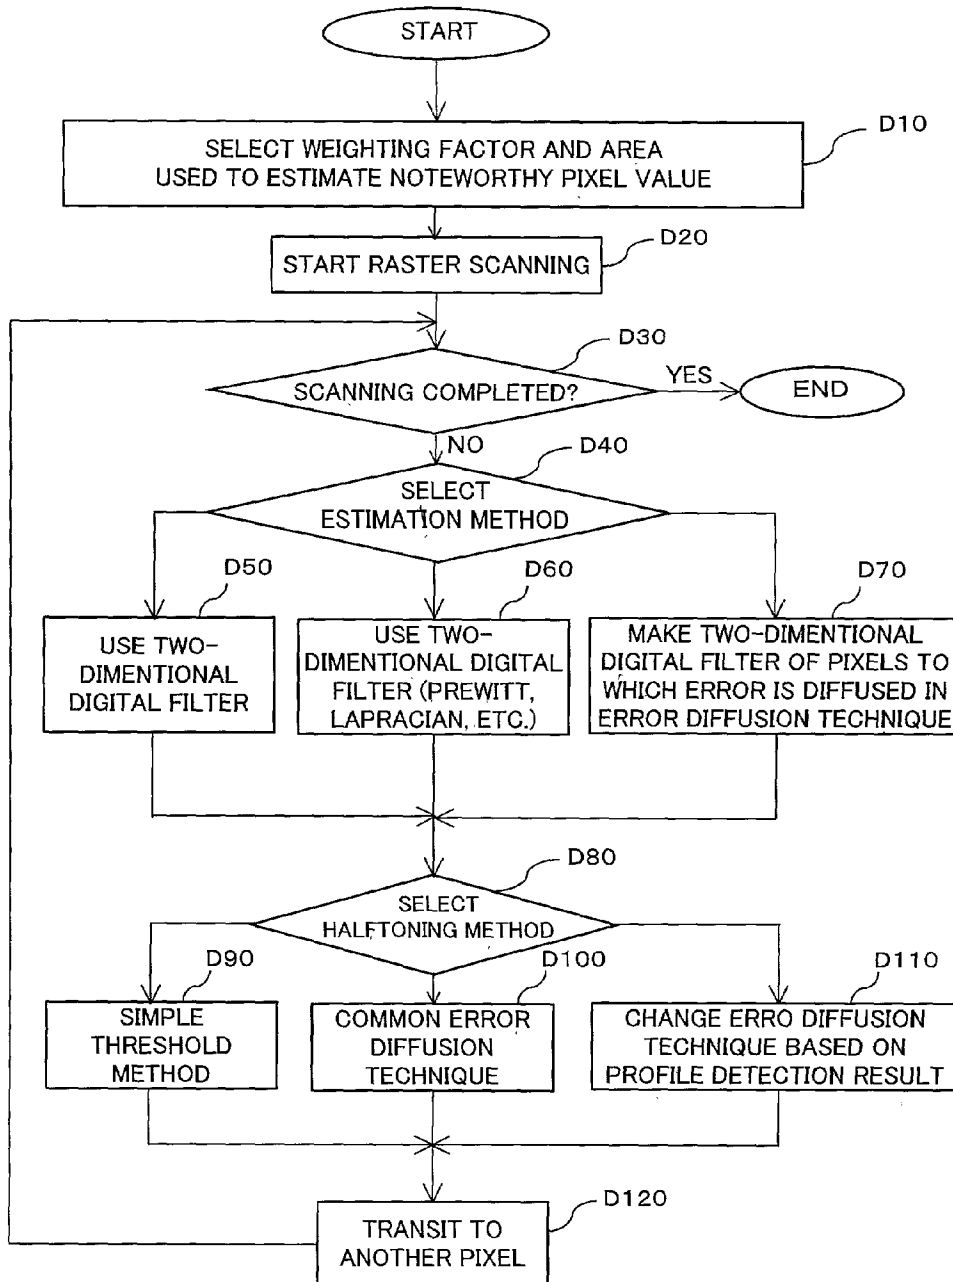 START
D10
SELECT WEIGHTING FACTOR AND AREA
USED TO ESTIMATE NOTEWORTHY PIXEL VALUE
D20
START RASTER SCANNING
D30
SCANNING COMPLETED?
YES
END
NO
D40
SELECT
ESTIMATION METHOD
D50
USE TWO-
DIMENTIONAL
DIGITAL FILTER
D60
USE TWO-
DIMENTIONAL DIGITAL
FILTER (PREWITT,
LAPRACIAN, ETC.)
D70
MAKE TWO-DIMENTIONAL
DIGITAL FILTER OF PIXELS TO
WHICH ERROR IS DIFFUSED IN
ERROR DIFFUSION TECHNIQUE
D80
SELECT
HALFTONING METHOD
D90
SIMPLE
THRESHOLD
METHOD
D100
COMMON ERROR
DIFFUSION
TECHNIQUE
D110
CHANGE ERRO DIFFUSION
TECHNIQUE BASED ON
PROFILE DETECTION RESULT
D120
TRANSIT TO
ANOTHER PIXEL